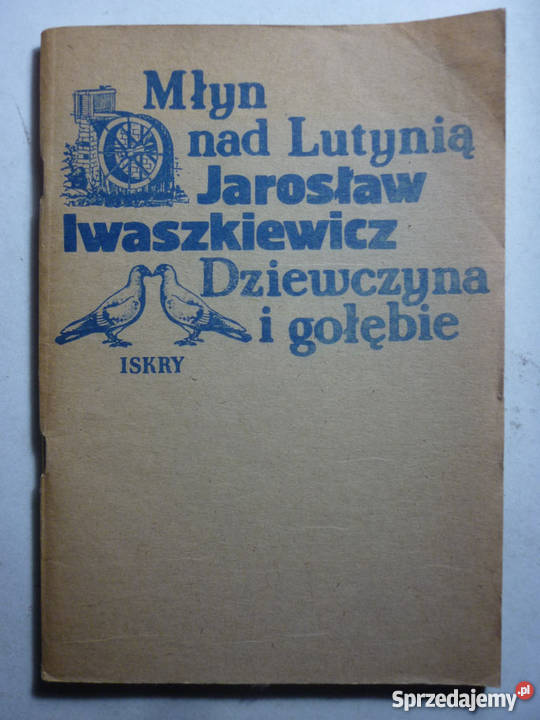 Młyn
nad Lutynią
Jarosław
Iwaszkiewicz
Dziewczyna
i gołębie
ISKRY
Sprzedajemy.pl